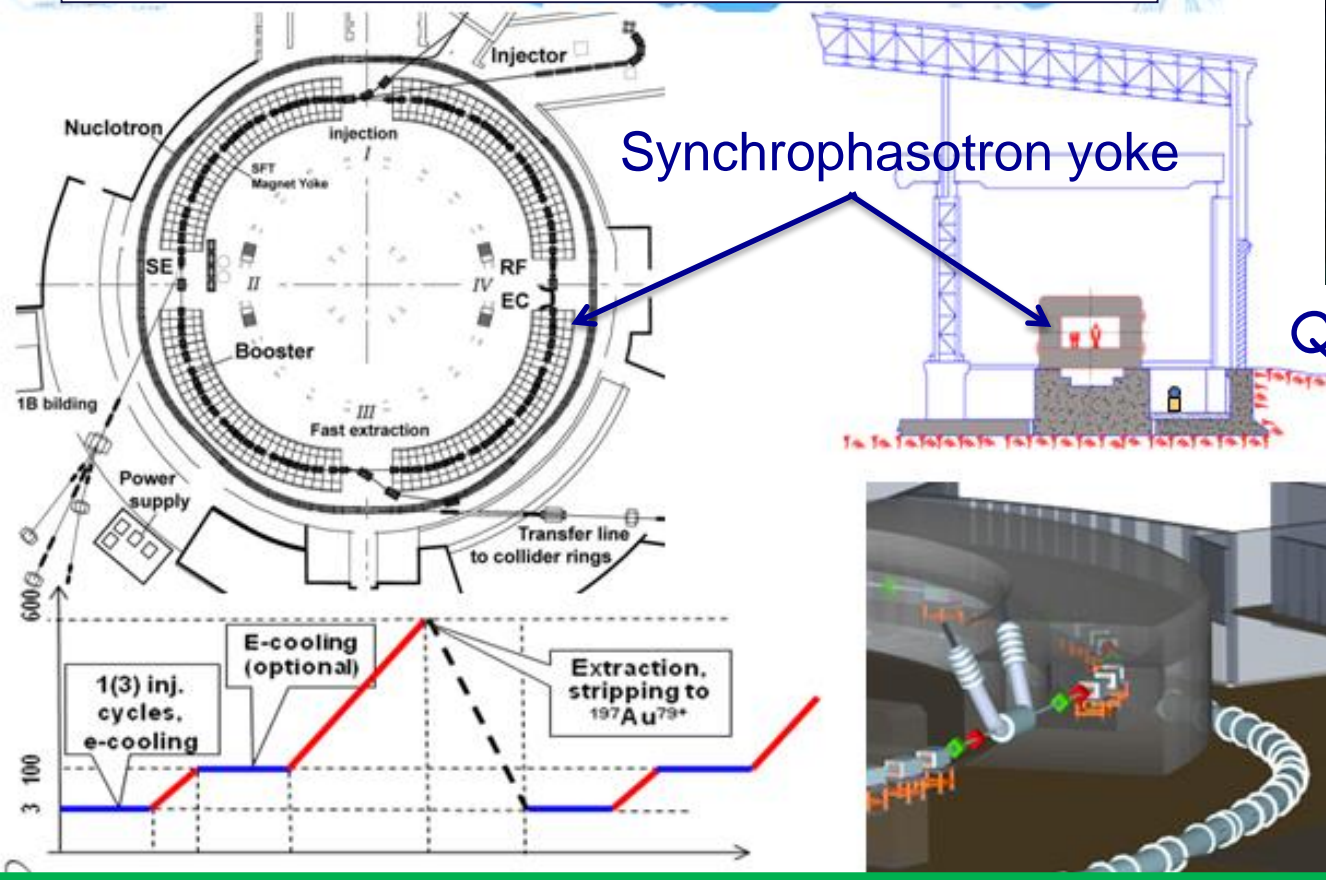 Injector
Nuclotron
injection
I
SFT
Magnet Yoke
Synchrophasotron yoke
SE
II
IV
RF
EC
Booster
1B bilding
III
Fast extraction
Power
supply
Transfer line
to collider rings
Q
600
E-cooling
(optional)
1(3) inj.
cycles,
e-cooling
Extraction,
stripping to
¹⁹⁷Au⁷⁹⁺
100
3